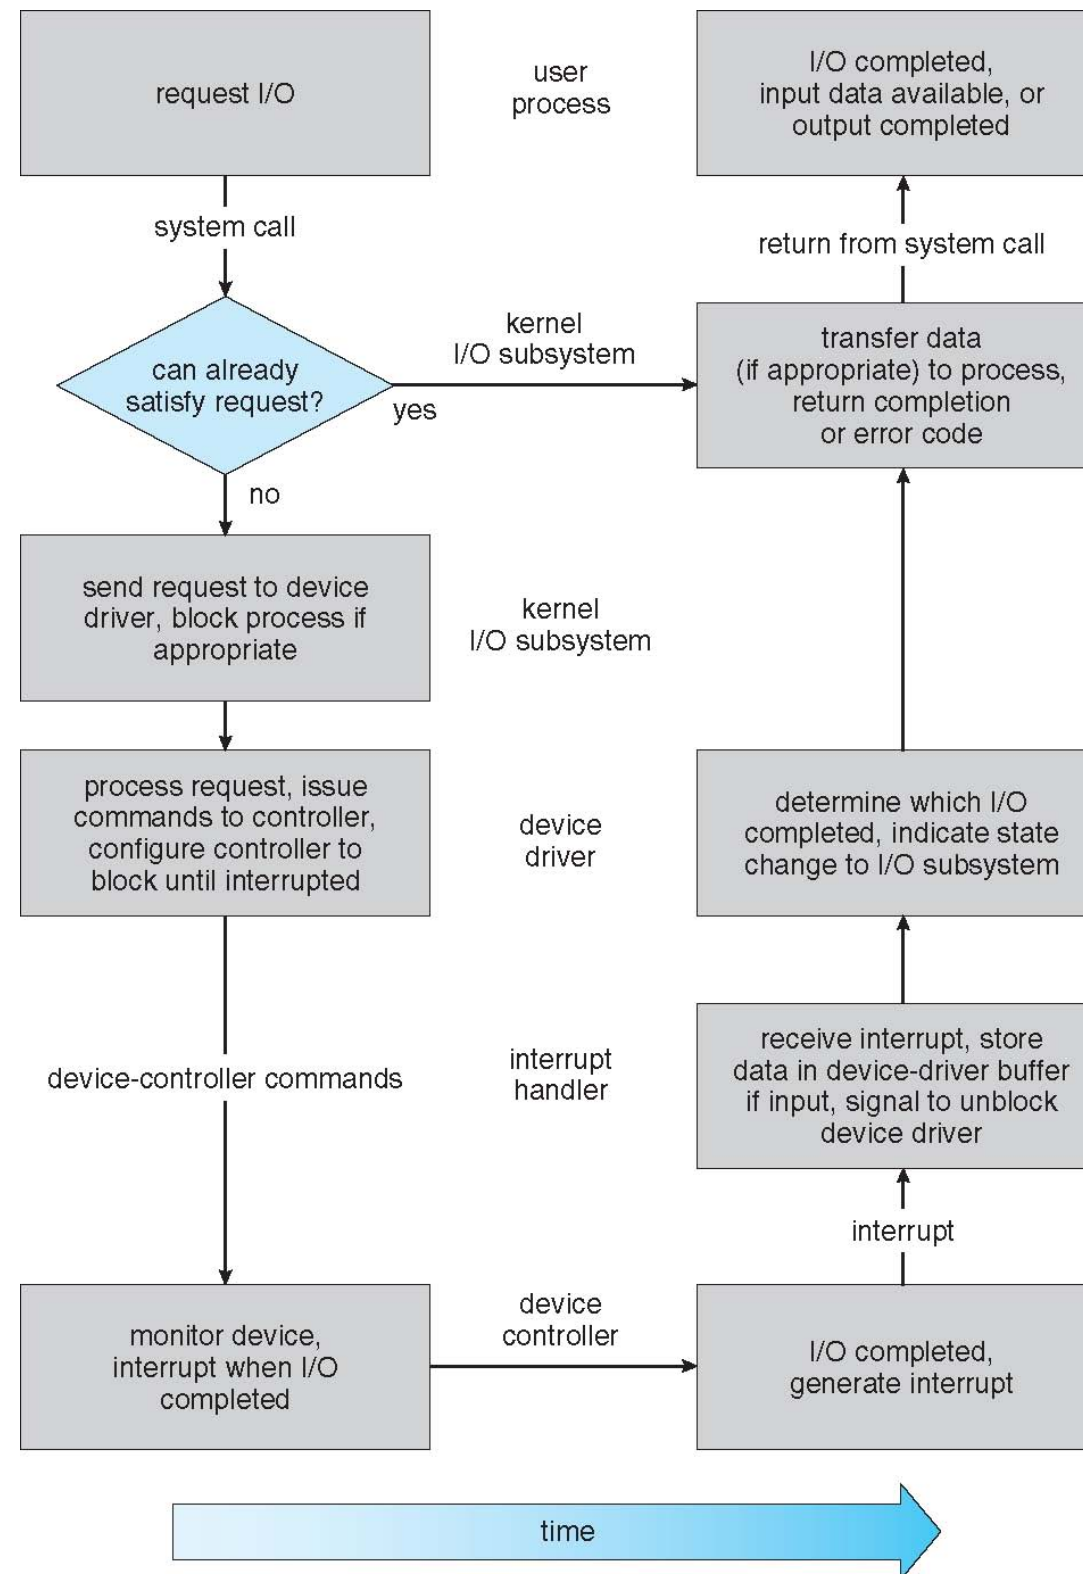 request I/O
user
process
I/O completed,
input data available, or
output completed
system call
return from system call
can already
satisfy request?
kernel
I/O subsystem
yes
transfer data
(if appropriate) to process,
return completion
or error code
no
send request to device
driver, block process if
appropriate
kernel
I/O subsystem
process request, issue
commands to controller,
configure controller to
block until interrupted
device
driver
determine which I/O
completed, indicate state
change to I/O subsystem
device-controller commands
interrupt
handler
receive interrupt, store
data in device-driver buffer
if input, signal to unblock
device driver
interrupt
monitor device,
interrupt when I/O
completed
device
controller
I/O completed,
generate interrupt
time